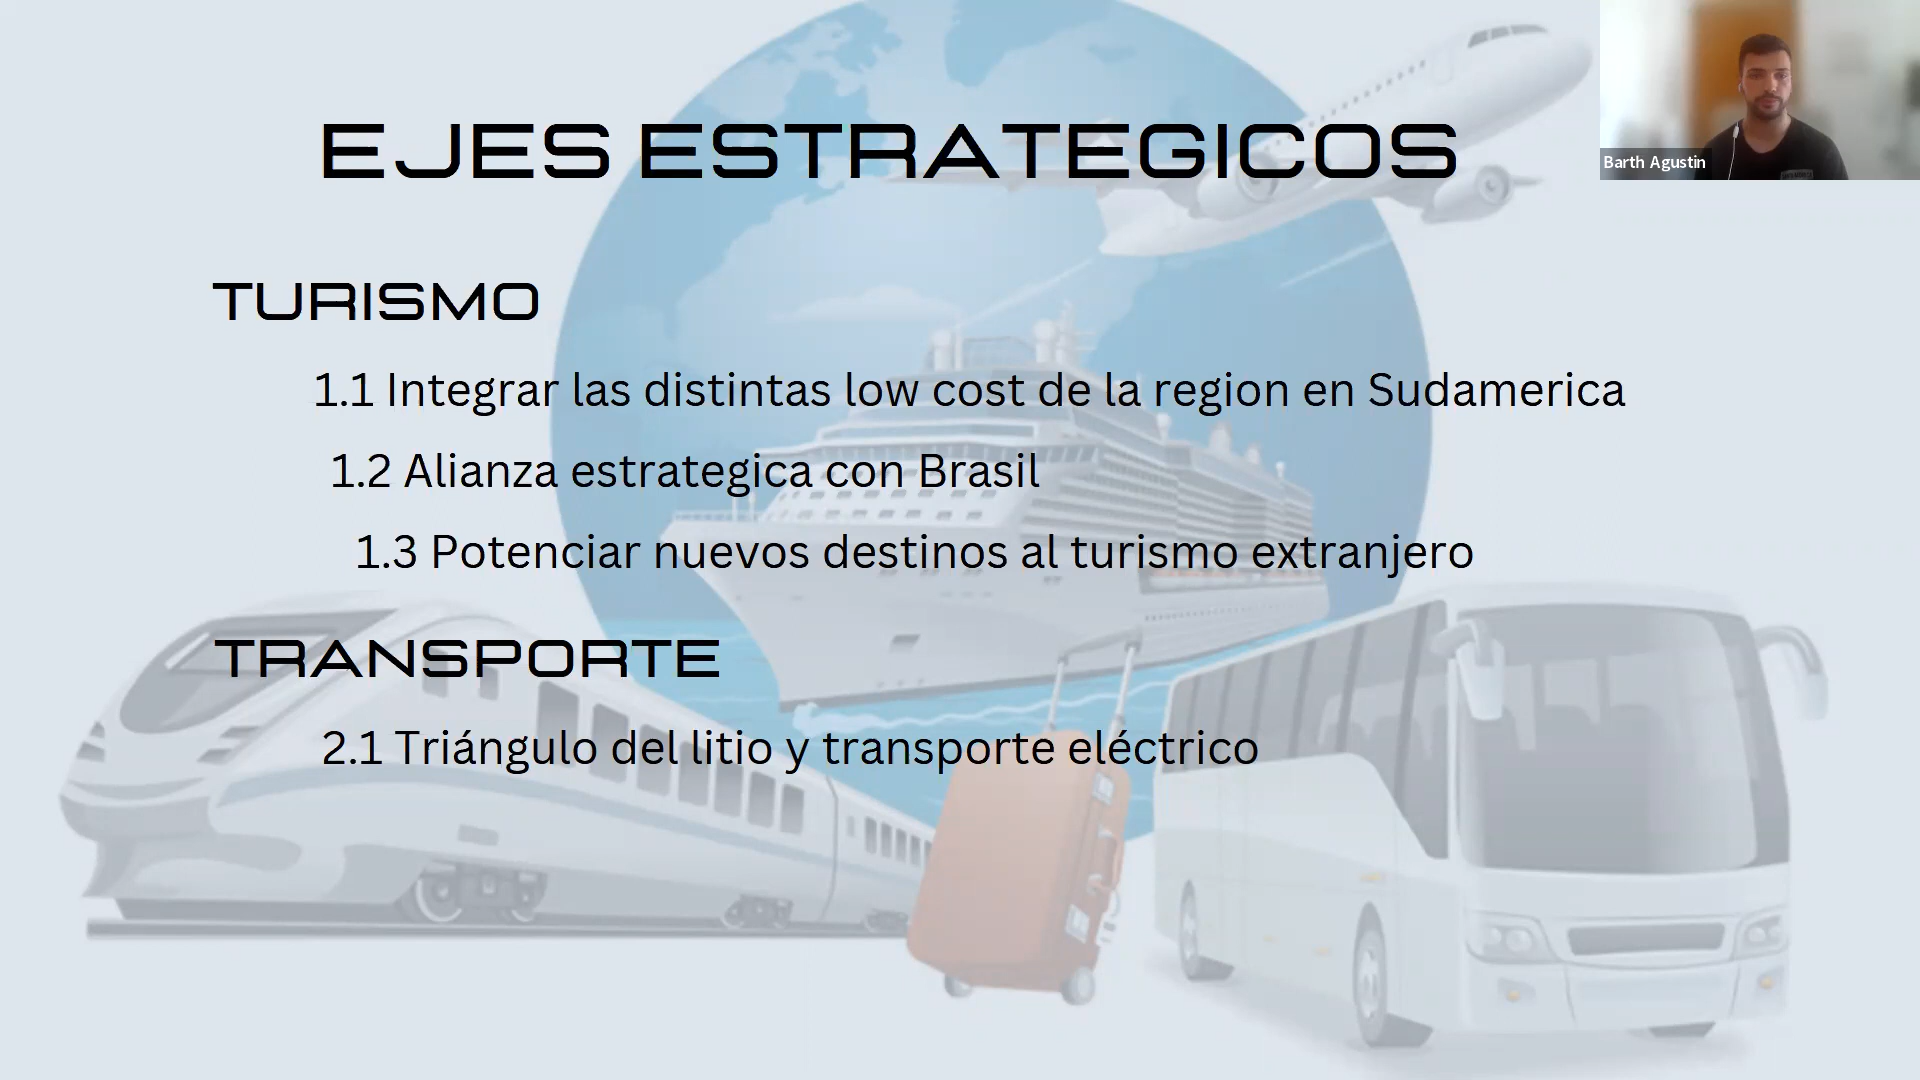 EJES ESTRATEGICOS
Barth Agustin
TURISMO
1.1 Integrar las distintas low cost de la region en Sudamerica
1.2 Alianza estrategica con Brasil
1.3 Potenciar nuevos destinos al turismo extranjero
TRANSPORTE
2.1 Triángulo del litio y transporte eléctrico